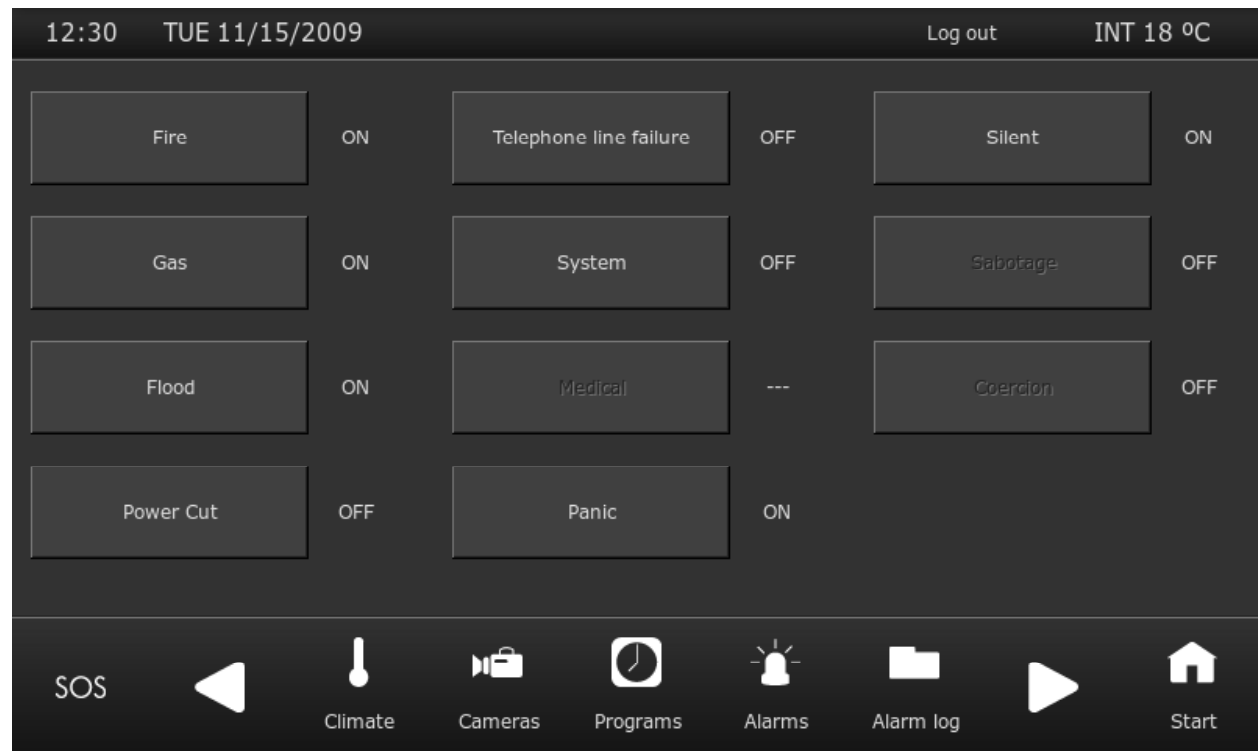 12:30 TUE 11/15/2009 Log out INT 18 ºC
Fire ON Telephone line failure OFF Silent ON
Gas ON System OFF Sabotage OFF
Flood ON Medical --- Coercion OFF
Power Cut OFF Panic ON
SOS Climate Cameras Programs Alarms Alarm log Start